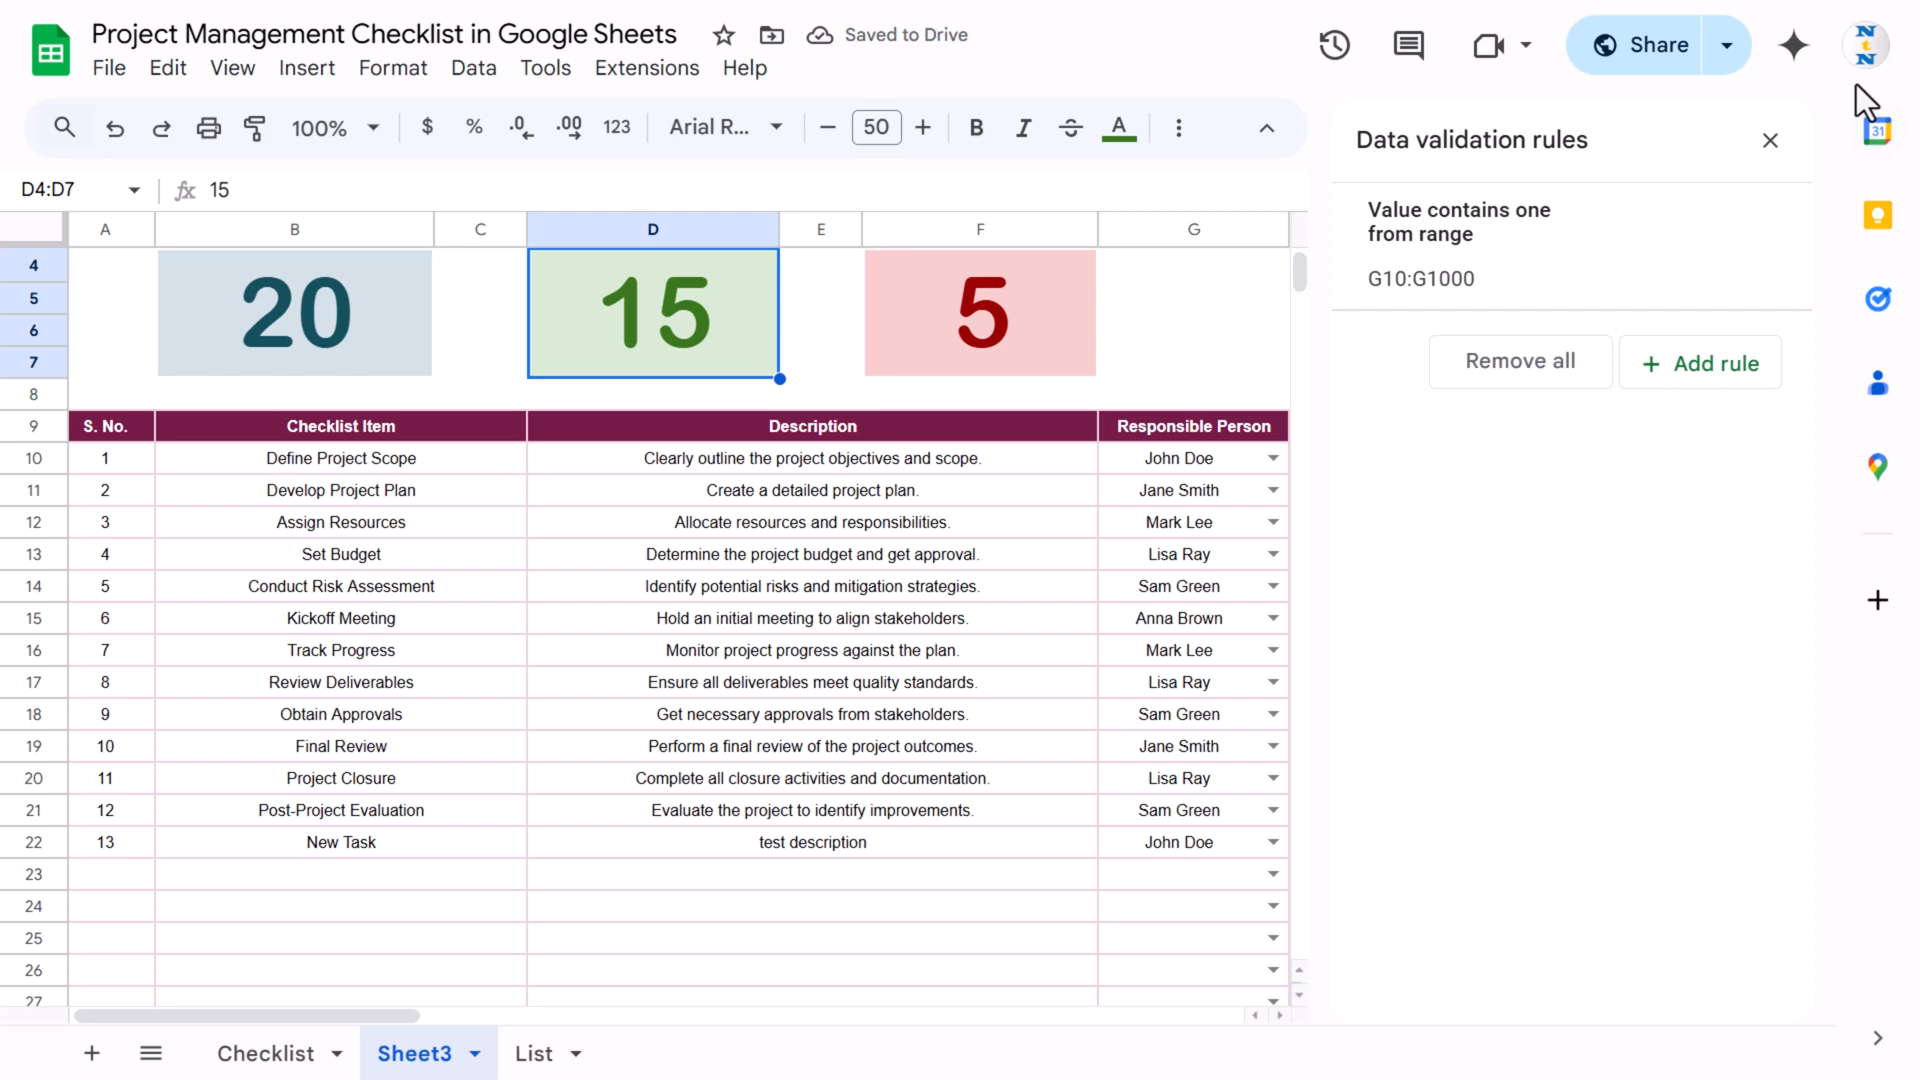 Project Management Checklist in Google Sheets
Saved to Drive
File Edit View Insert Format Data Tools Extensions Help
Share
N
t
N
100% $ % .0 .00 123 Arial R... 50 B I S A
31
Data validation rules
D4:D7 fx 15
Value contains one
from range
G10:G1000
Remove all
Add rule
A B C D E F G
4
5
6
7
20 15 5
8
9 S. No. Checklist Item Description Responsible Person
10 1 Define Project Scope Clearly outline the project objectives and scope. John Doe
11 2 Develop Project Plan Create a detailed project plan. Jane Smith
12 3 Assign Resources Allocate resources and responsibilities. Mark Lee
13 4 Set Budget Determine the project budget and get approval. Lisa Ray
14 5 Conduct Risk Assessment Identify potential risks and mitigation strategies. Sam Green
15 6 Kickoff Meeting Hold an initial meeting to align stakeholders. Anna Brown
16 7 Track Progress Monitor project progress against the plan. Mark Lee
17 8 Review Deliverables Ensure all deliverables meet quality standards. Lisa Ray
18 9 Obtain Approvals Get necessary approvals from stakeholders. Sam Green
19 10 Final Review Perform a final review of the project outcomes. Jane Smith
20 11 Project Closure Complete all closure activities and documentation. Lisa Ray
21 12 Post-Project Evaluation Evaluate the project to identify improvements. Sam Green
22 13 New Task test description John Doe
23
24
25
26
27
Checklist Sheet3 List